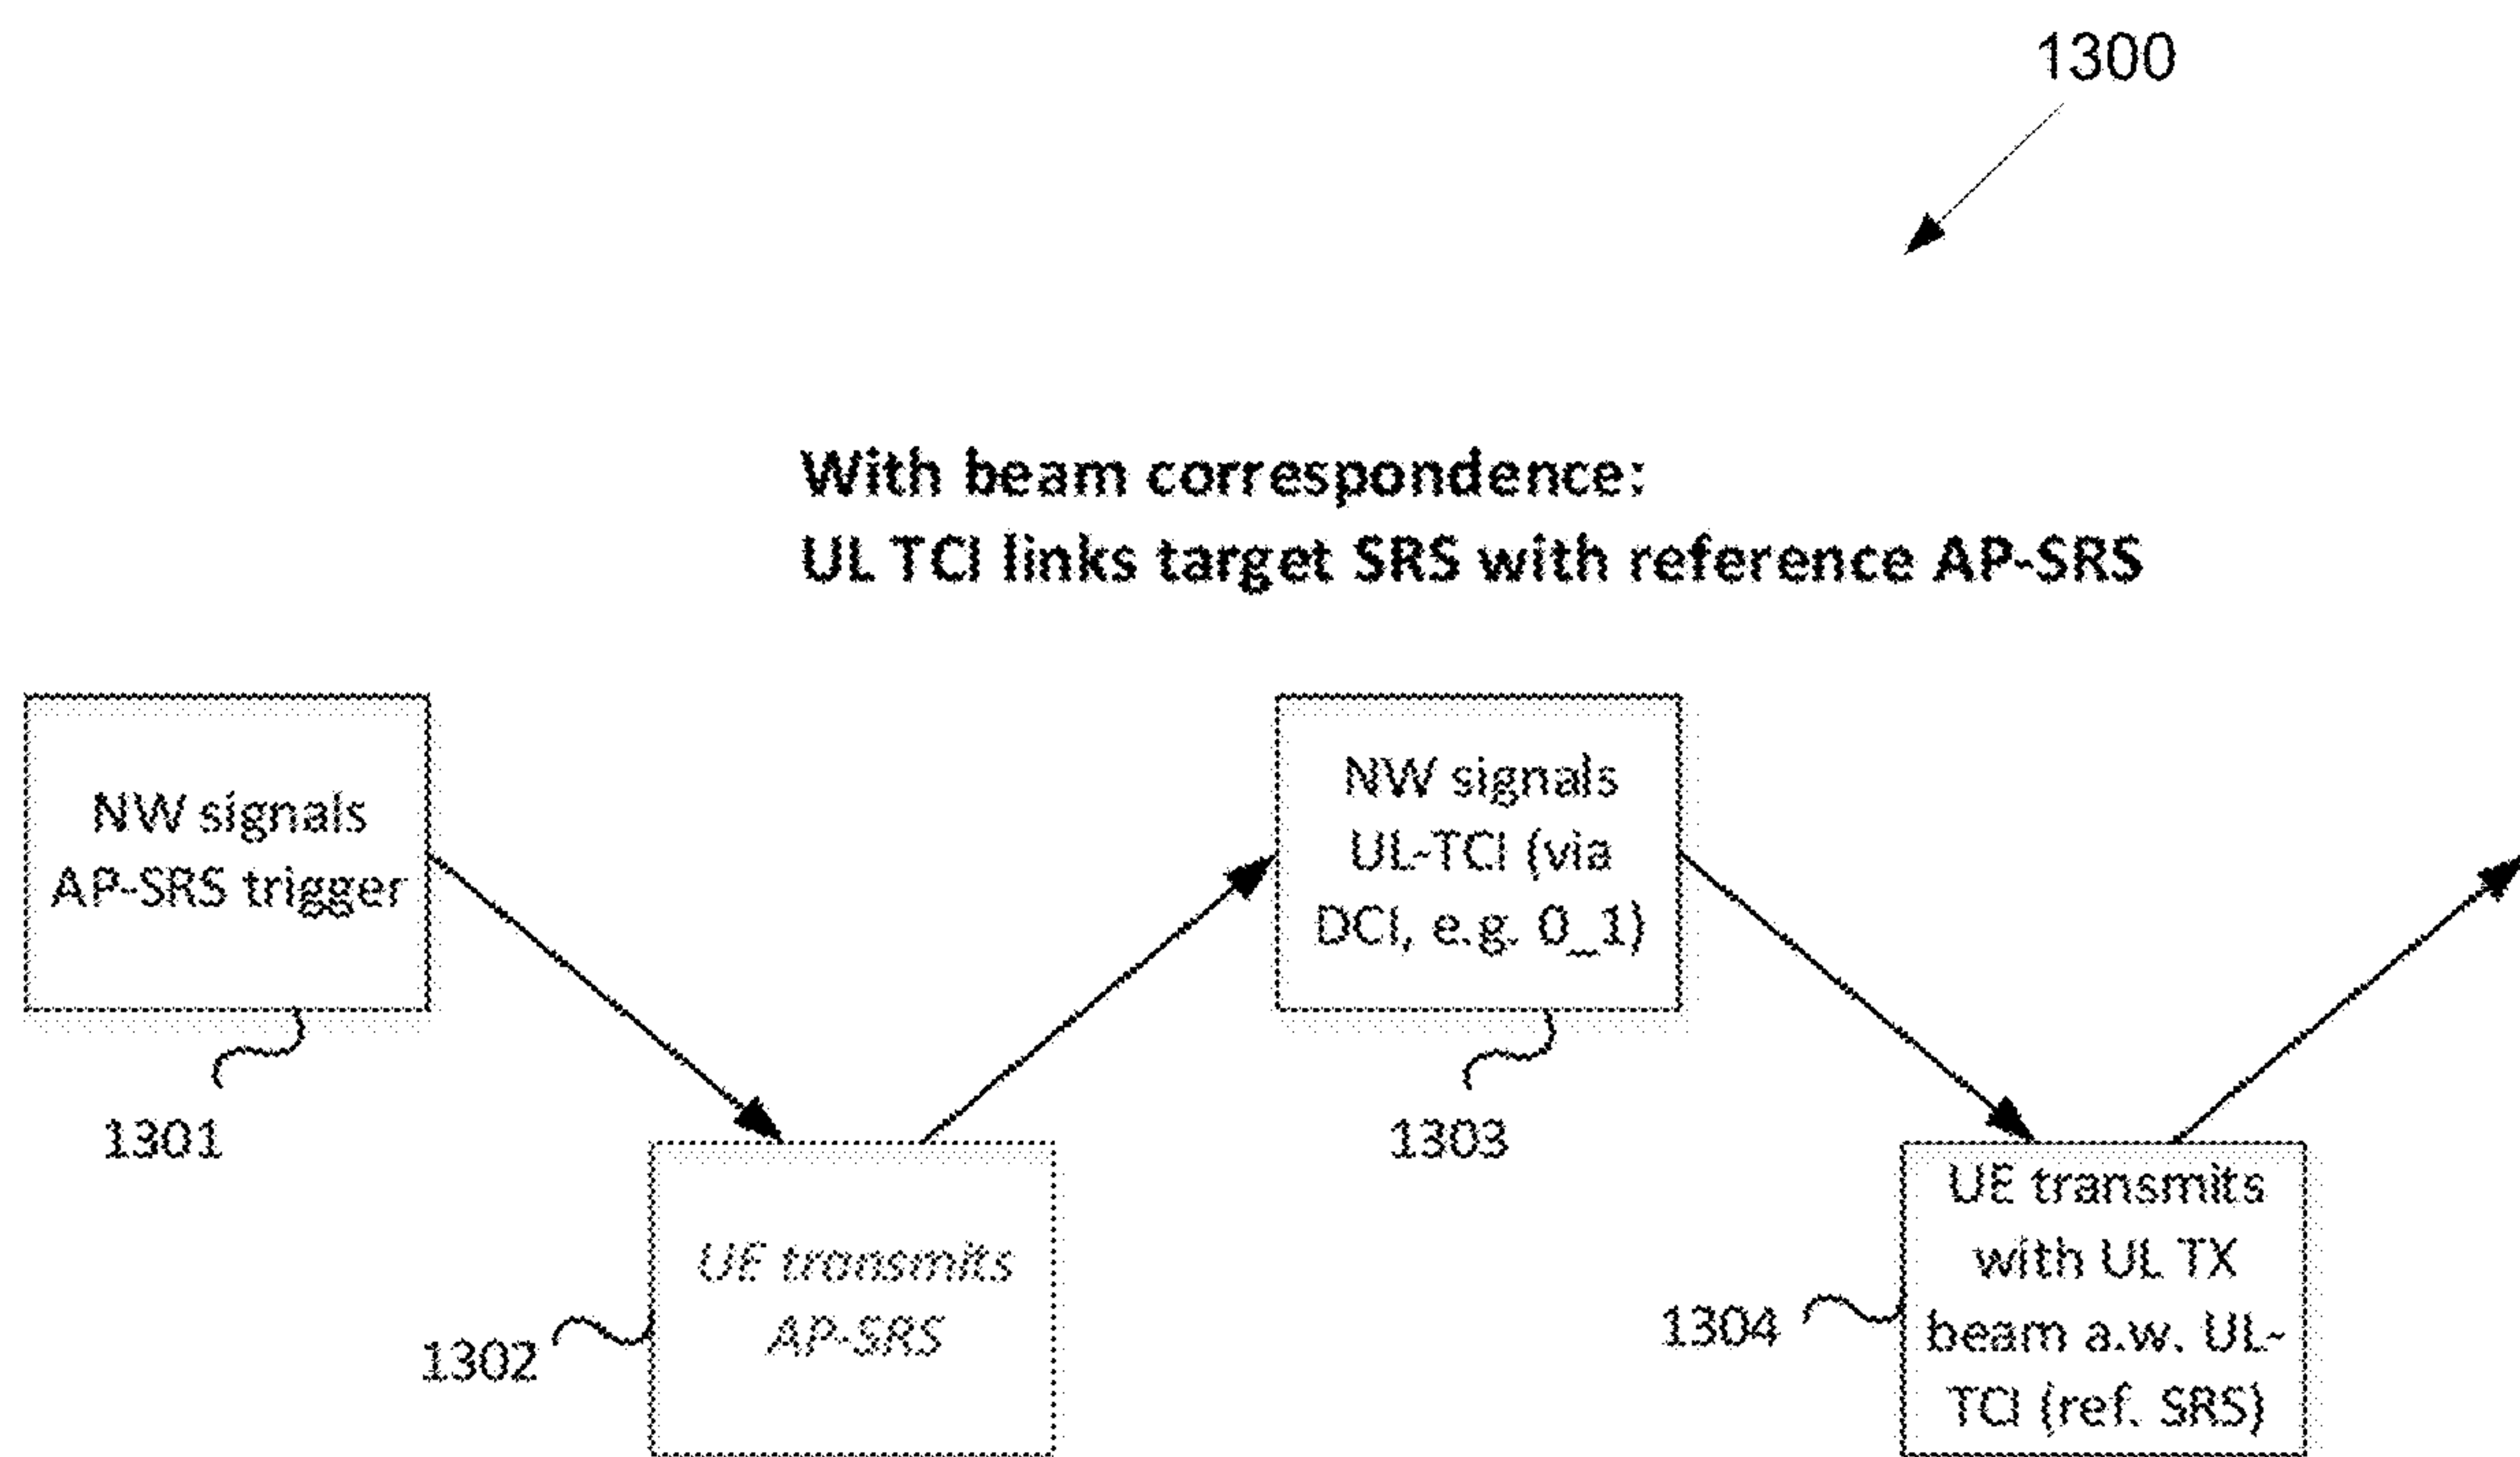 1300
With beam correspondence:
UL TCI links target SRS with reference AP-SRS
NW signals
AP-SRS trigger
1301
UE transmits
AP-SRS
1302
NW signals
UL-TCI (via
DCI, e.g. 0_1)
1303
UE transmits
with UL TX
beam a.w. UL-
TCI (ref. SRS)
1304